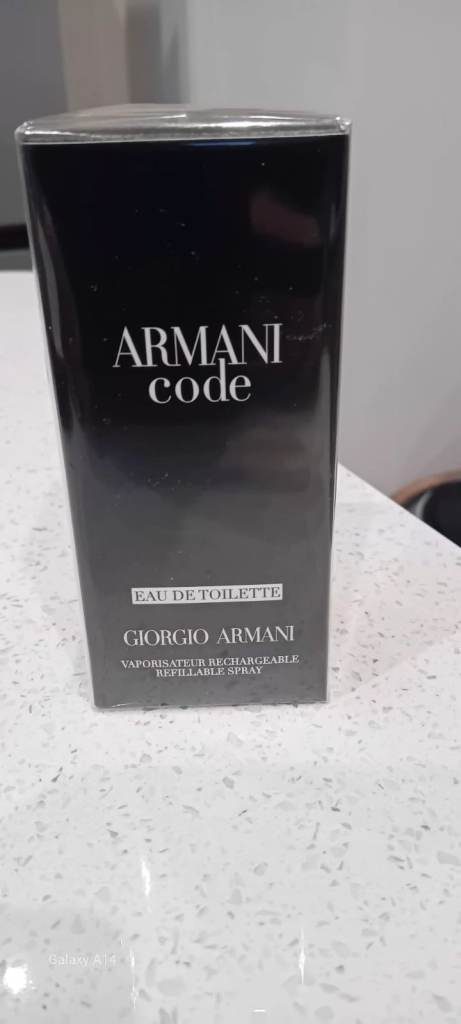 ARMANI
code
EAU DE TOILETTE
GIORGIO ARMANI
VAPORISATEUR RECHARGEABLE
REFILLABLE SPRAY
Galaxy A14